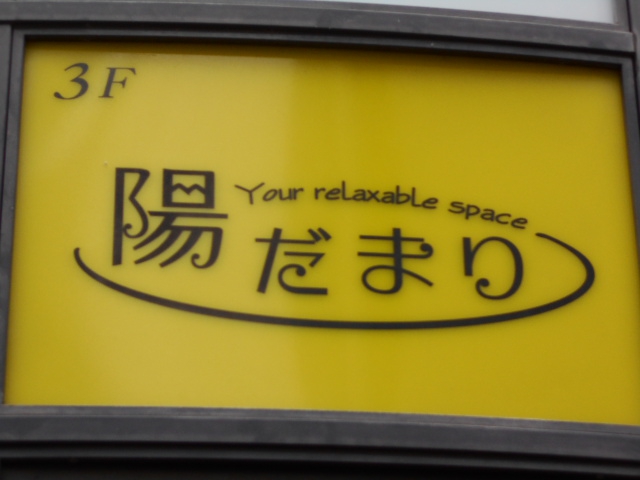 3F
Your relaxable space
陽だまり